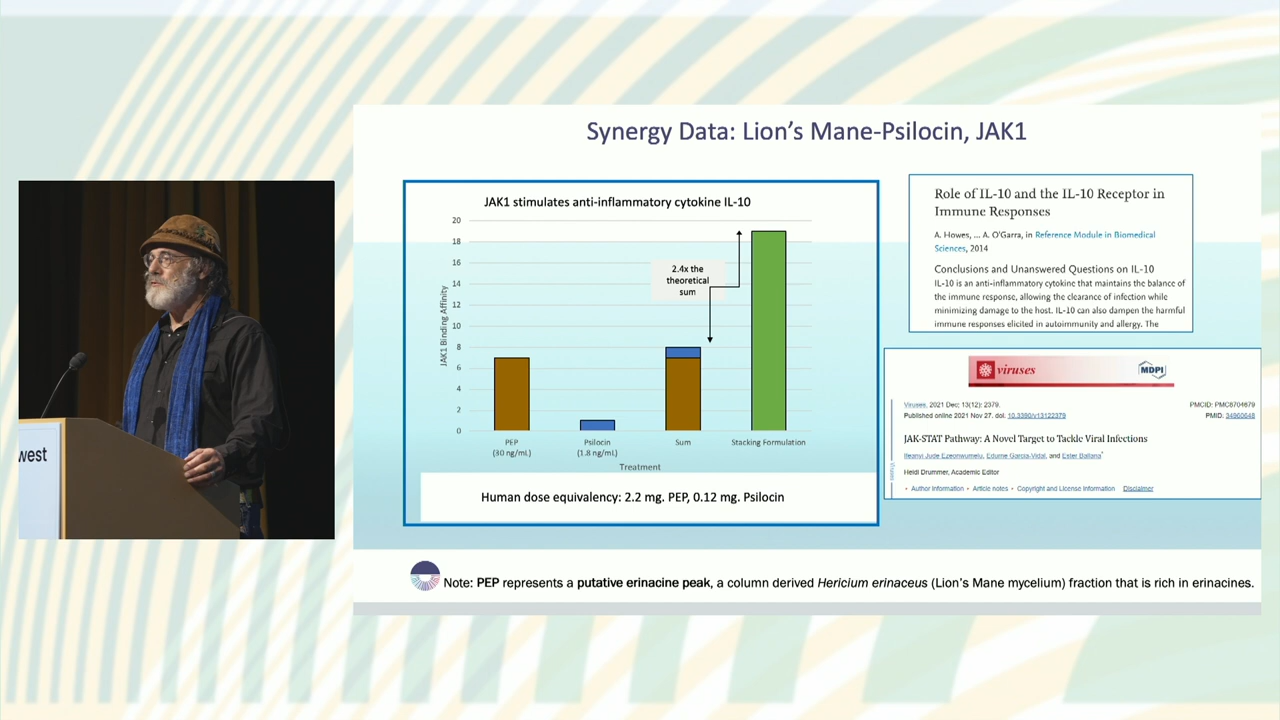 Synergy Data: Lion's Mane-Psilocin, JAK1
west
JAK1 stimulates anti-inflammatory cytokine IL-10
JAK1 Binding Affinity
20
18
16
14
12
10
8
6
4
2
0
2.4x the
theoretical
sum
PEP
(30 ng/mL)
Psilocin
(1.8 ng/mL)
Sum
Stacking Formulation
Treatment
Human dose equivalency: 2.2 mg. PEP, 0.12 mg. Psilocin
Role of IL-10 and the IL-10 Receptor in
Immune Responses
A. Howes, ... A. O'Garra, in Reference Module in Biomedical
Sciences, 2014
Conclusions and Unanswered Questions on IL-10
IL-10 is an anti-inflammatory cytokine that maintains the balance of
the immune response, allowing the clearance of infection while
minimizing damage to the host. IL-10 can also dampen the harmful
immune responses elicited in autoimmunity and allergy. The
viruses
MDPI
Viruses. 2021 Dec; 13(12): 2379.
PMCID: PMC8704679
Published online 2021 Nov 27. doi: 10.3390/v13122379
PMID: 34960648
JAK-STAT Pathway: A Novel Target to Tackle Viral Infections
Ifeanyi Jude Ezeonwumelu, Edurne Garcia-Vidal, and Ester Ballana*
Heidi Drummer, Academic Editor
• Author Information • Article notes • Copyright and License Information Disclaimer
Note: PEP represents a putative erinacine peak, a column derived Hericium erinaceus (Lion's Mane mycelium) fraction that is rich in erinacines.